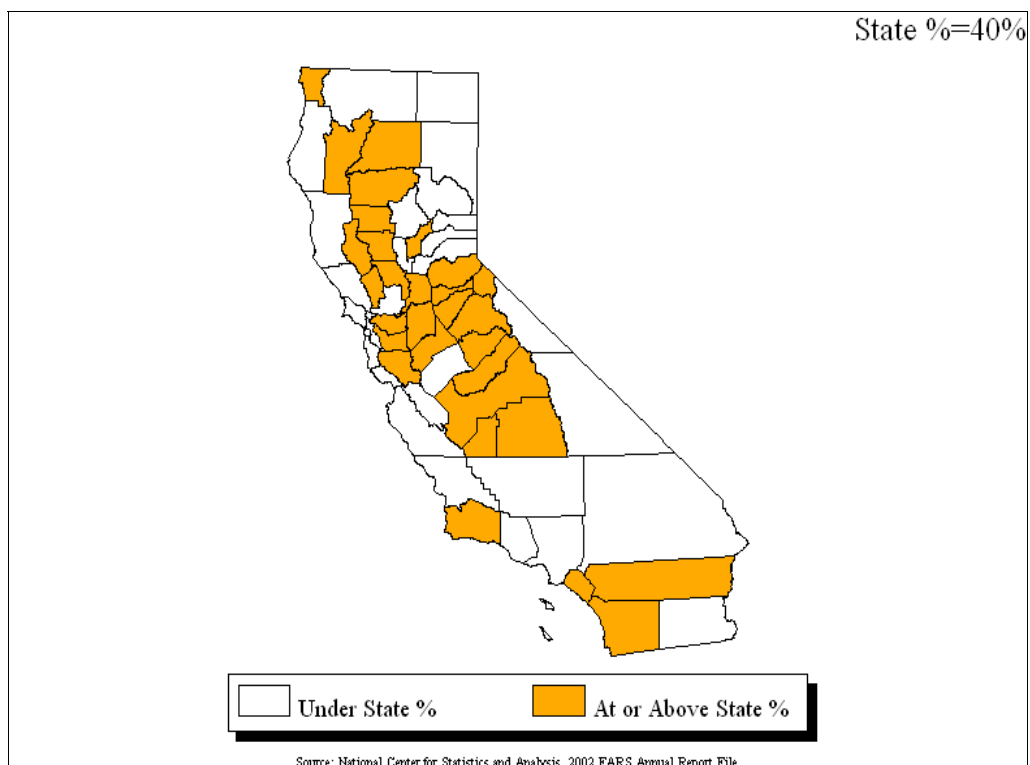 State %=40%
Under State %
At or Above State %
Source: National Center for Statistics and Analysis, 2002 FARS Annual Report File